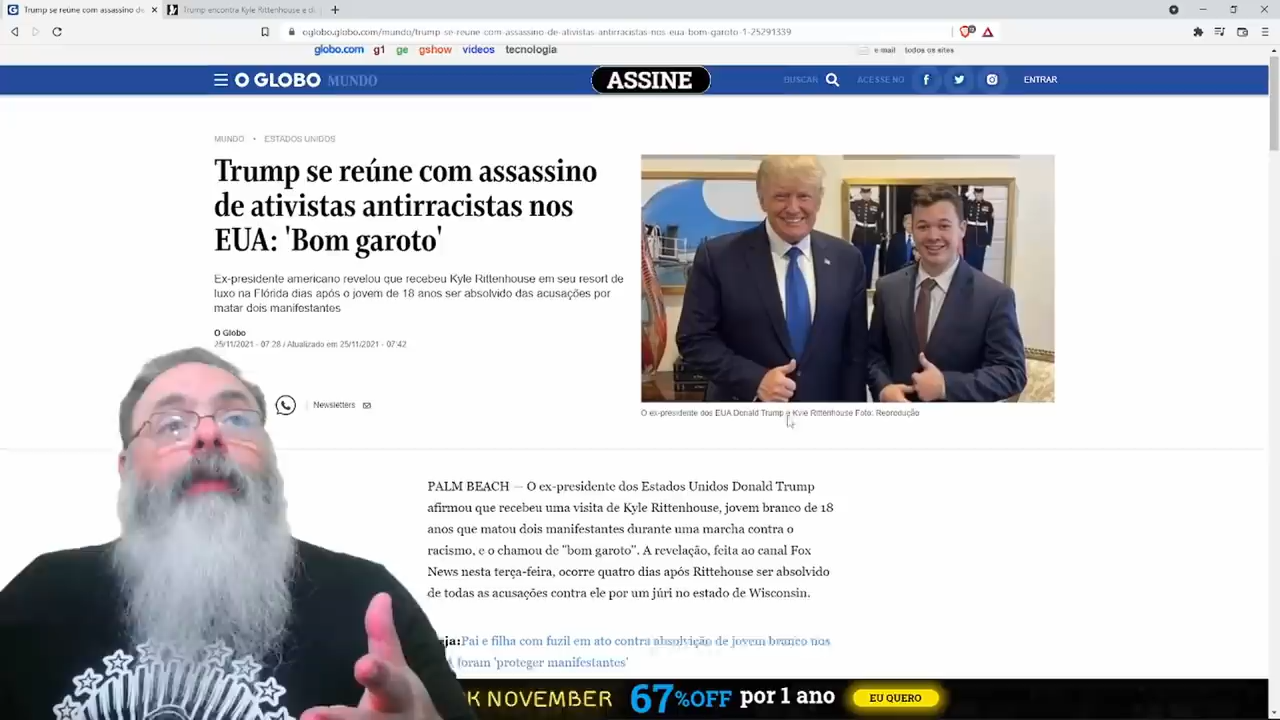 Trump se reúne com assassino de
Trump encontra Kyle Rittenhouse e di
oglobo.globo.com/mundo/trump-se-reune-com-assassino-de-ativistas-antirracistas-nos-eua-bom-garoto-1-25291339
globo.com g1 ge gshow videos tecnologia
e-mail todos os sites
O GLOBO MUNDO
ASSINE
BUSCAR ACESSE NO
ENTRAR
MUNDO • ESTADOS UNIDOS
Trump se reúne com assassino
de ativistas antirracistas nos
EUA: 'Bom garoto'
Ex-presidente americano revelou que recebeu Kyle Rittenhouse em seu resort de
luxo na Flórida dias após o jovem de 18 anos ser absolvido das acusações por
matar dois manifestantes
O Globo
25/11/2021 - 07:28 / Atualizado em 25/11/2021 - 07:42
Newsletters
O ex-presidente dos EUA Donald Trump e Kyle Rittenhouse Foto: Reprodução
PALM BEACH — O ex-presidente dos Estados Unidos Donald Trump
afirmou que recebeu uma visita de Kyle Rittenhouse, jovem branco de 18
anos que matou dois manifestantes durante uma marcha contra o
racismo, e o chamou de "bom garoto". A revelação, feita ao canal Fox
News nesta terça-feira, ocorre quatro dias após Rittehouse ser absolvido
de todas as acusações contra ele por um júri no estado de Wisconsin.
ja:Pai e filha com fuzil em ato contra absolvição de jovem branco nos
A foram 'proteger manifestantes'
K NOVEMBER 67%OFF por 1 ano EU QUERO